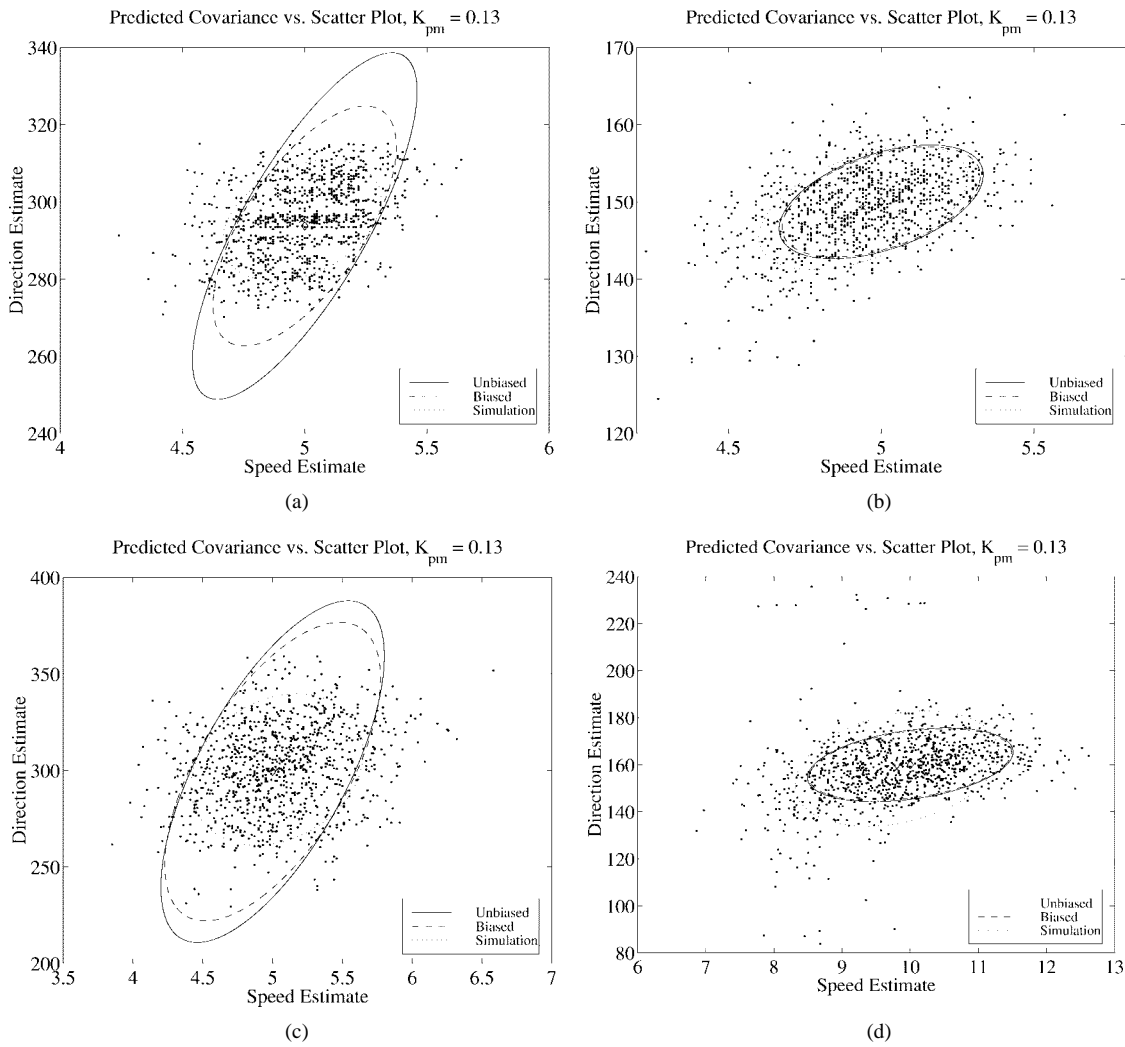 Predicted Covariance vs. Scatter Plot, K_pm = 0.13
340
320
300
280
260
240
Direction Estimate
4
4.5
5
5.5
6
Speed Estimate
Unbiased
Biased
Simulation
(a)
Predicted Covariance vs. Scatter Plot, K_pm = 0.13
170
160
150
140
130
120
Direction Estimate
4.5
5
5.5
Speed Estimate
Unbiased
Biased
Simulation
(b)
Predicted Covariance vs. Scatter Plot, K_pm = 0.13
400
350
300
250
200
Direction Estimate
3.5
4
4.5
5
5.5
6
6.5
7
Speed Estimate
Unbiased
Biased
Simulation
(c)
Predicted Covariance vs. Scatter Plot, K_pm = 0.13
240
220
200
180
160
140
120
100
80
Direction Estimate
6
7
8
9
10
11
12
13
Speed Estimate
Unbiased
Biased
Simulation
(d)